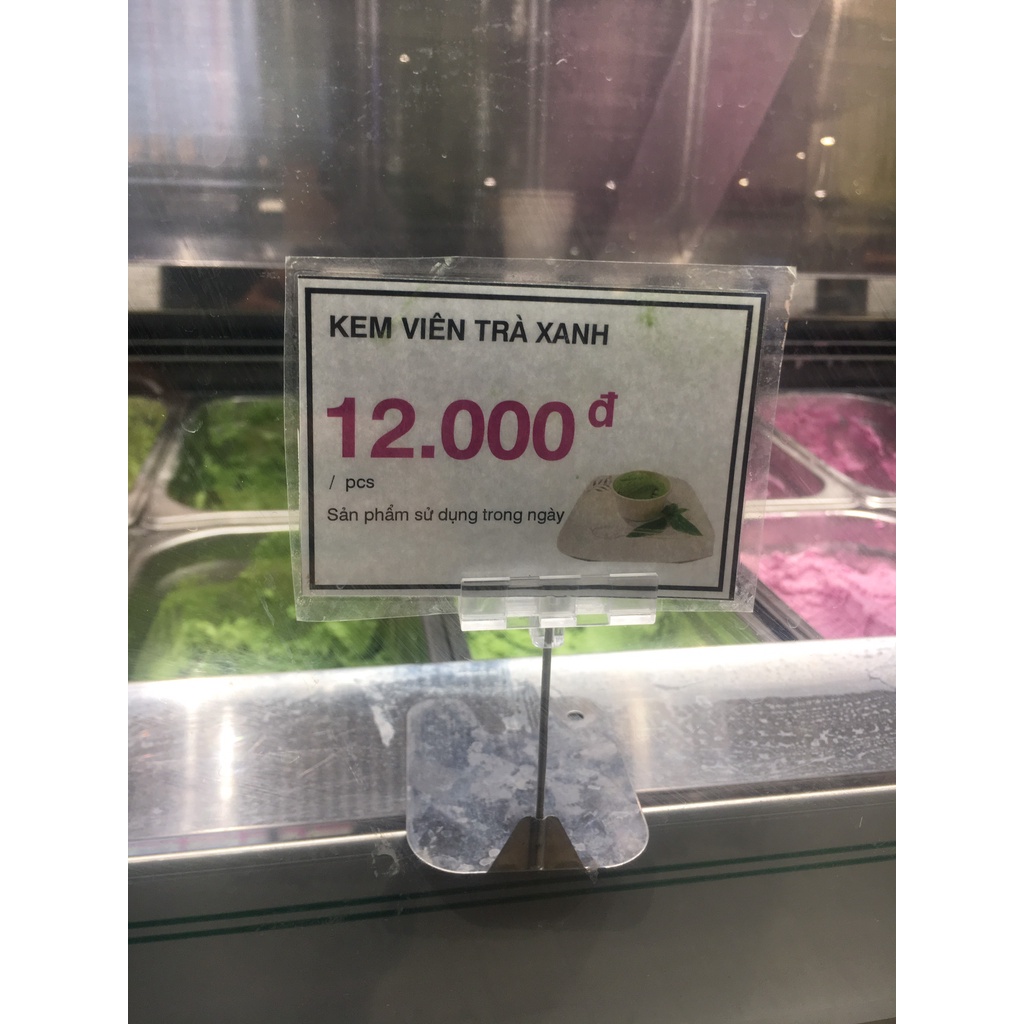 KEM VIÊN TRÀ XANH
12.000 đ
/ pcs
Sản phẩm sử dụng trong ngày